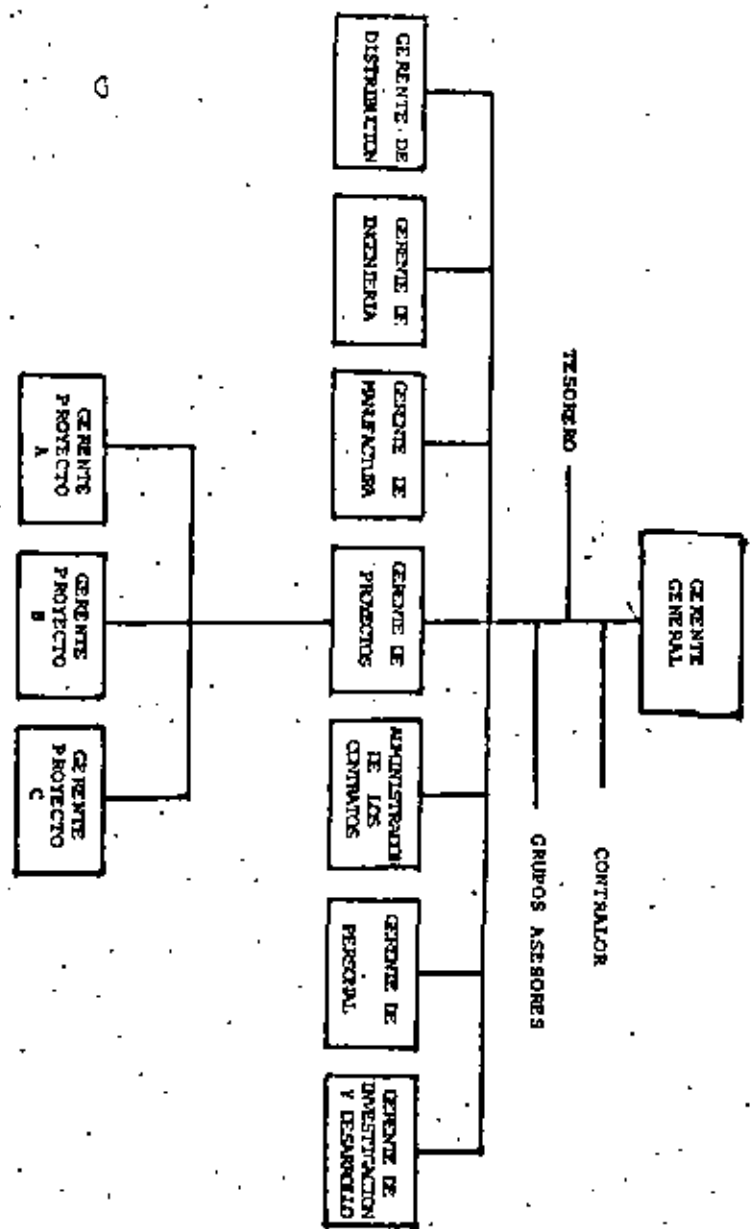 GERENTE
GENERAL
CONTRALOR
TESORERO
GRUPOS ASESORES
GERENTE DE
DISTRIBUCION
GERENTE DE
INGENIERIA
GERENTE DE
MANUFACTURA
GERENTE DE
PROYECTOS
ADMINISTRADOR
DE LOS
CONTRATOS
GERENTE DE
PERSONAL
GERENTE DE
INVESTIGACION
Y DESARROLLO
GERENTE
PROYECTO
A
GERENTE
PROYECTO
B
GERENTE
PROYECTO
C